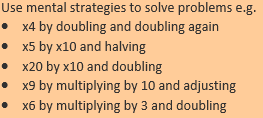 Use mental strategies to solve problems e.g.
• x4 by doubling and doubling again
• x5 by x10 and halving
• x20 by x10 and doubling
• x9 by multiplying by 10 and adjusting
• x6 by multiplying by 3 and doubling